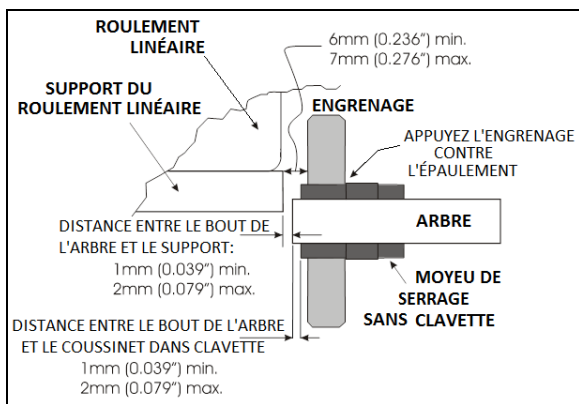 ROULEMENT
LINÉAIRE
6mm (0.236") min.
7mm (0.276") max.
SUPPORT DU
ROULEMENT LINÉAIRE
ENGRENAGE
APPUYEZ L'ENGRENAGE
CONTRE
L'ÉPAULEMENT
DISTANCE ENTRE LE BOUT DE
L'ARBRE ET LE SUPPORT:
1mm (0.039") min.
2mm (0.079") max.
ARBRE
MOYEU DE
SERRAGE
SANS CLAVETTE
DISTANCE ENTRE LE BOUT DE L'ARBRE
ET LE COUSSINET DANS CLAVETTE
1mm (0.039") min.
2mm (0.079") max.